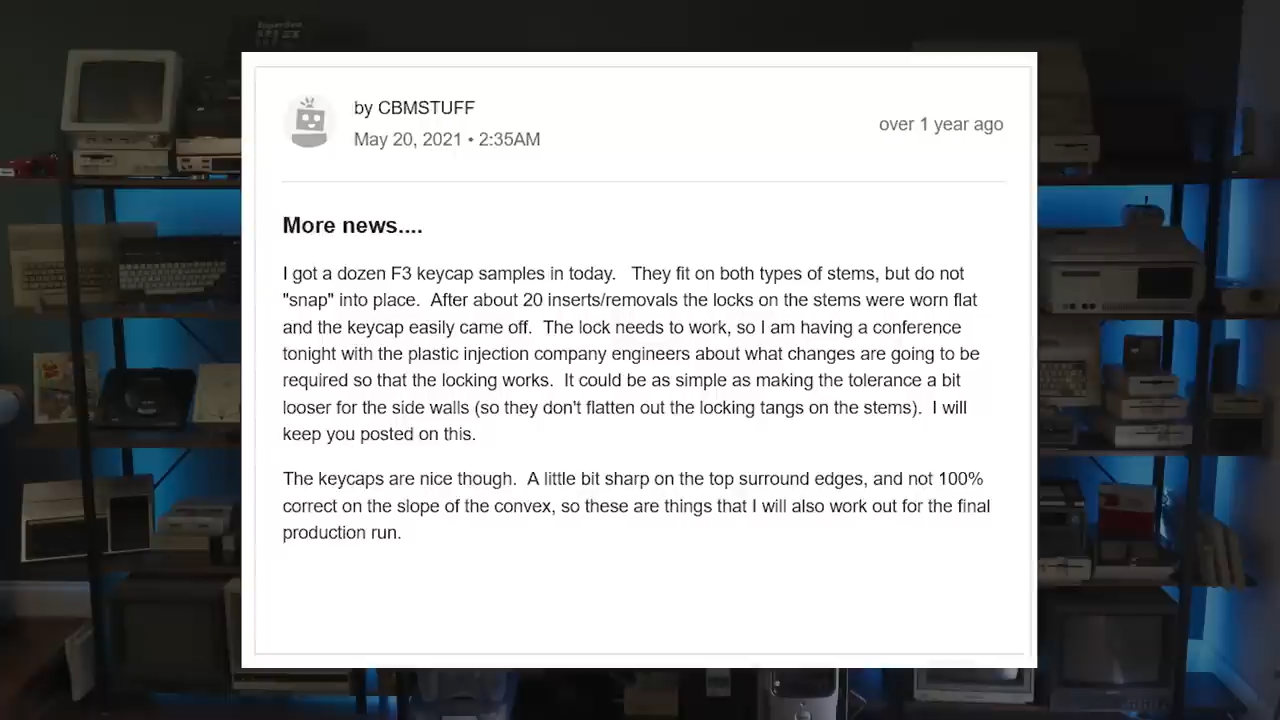 by CBMSTUFF
May 20, 2021 • 2:35AM
over 1 year ago
More news....
I got a dozen F3 keycap samples in today.   They fit on both types of stems, but do not
"snap" into place.  After about 20 inserts/removals the locks on the stems were worn flat
and the keycap easily came off.  The lock needs to work, so I am having a conference
tonight with the plastic injection company engineers about what changes are going to be
required so that the locking works.  It could be as simple as making the tolerance a bit
looser for the side walls (so they don't flatten out the locking tangs on the stems).  I will
keep you posted on this.
The keycaps are nice though.  A little bit sharp on the top surround edges, and not 100%
correct on the slope of the convex, so these are things that I will also work out for the final
production run.